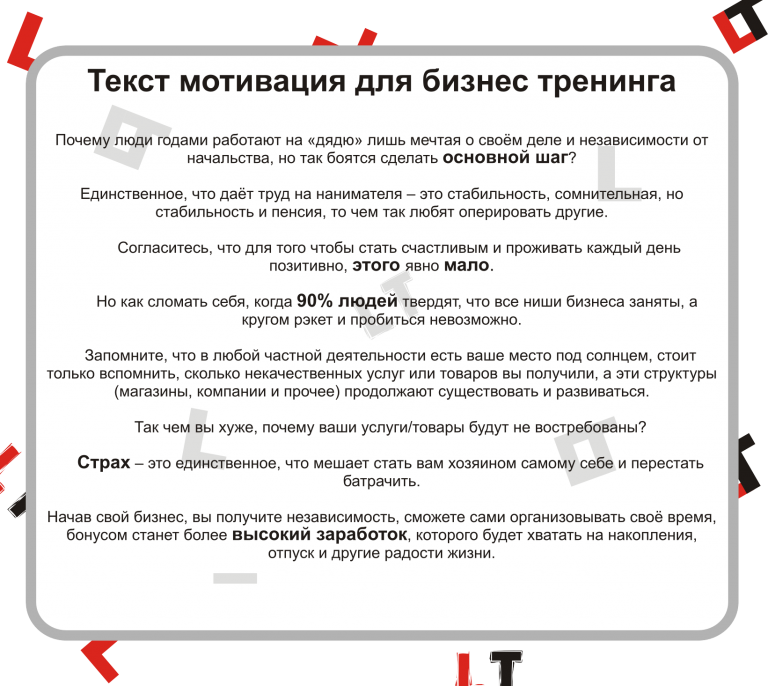 Текст мотивация для бизнес тренинга
Почему люди годами работают на «дядю» лишь мечтая о своём деле и независимости от
начальства, но так боятся сделать основной шаг?
Единственное, что даёт труд на нанимателя – это стабильность, сомнительная, но
стабильность и пенсия, то чем так любят оперировать другие.
Согласитесь, что для того чтобы стать счастливым и проживать каждый день
позитивно, этого явно мало.
Но как сломать себя, когда 90% людей твердят, что все ниши бизнеса заняты, а
кругом рэкет и пробиться невозможно.
Запомните, что в любой частной деятельности есть ваше место под солнцем, стоит
только вспомнить, сколько некачественных услуг или товаров вы получили, а эти структуры
(магазины, компании и прочее) продолжают существовать и развиваться.
Так чем вы хуже, почему ваши услуги/товары будут не востребованы?
Страх – это единственное, что мешает стать вам хозяином самому себе и перестать
батрачить.
Начав свой бизнес, вы получите независимость, сможете сами организовывать своё время,
бонусом станет более высокий заработок, которого будет хватать на накопления,
отпуск и другие радости жизни.